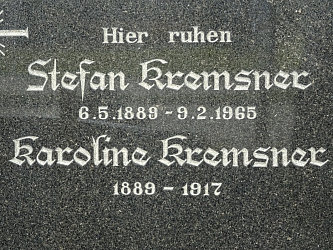 Hier ruhen
Stefan Kremsner
6.5.1889 - 9.2.1965
Karoline Kremsner
1889 - 1917